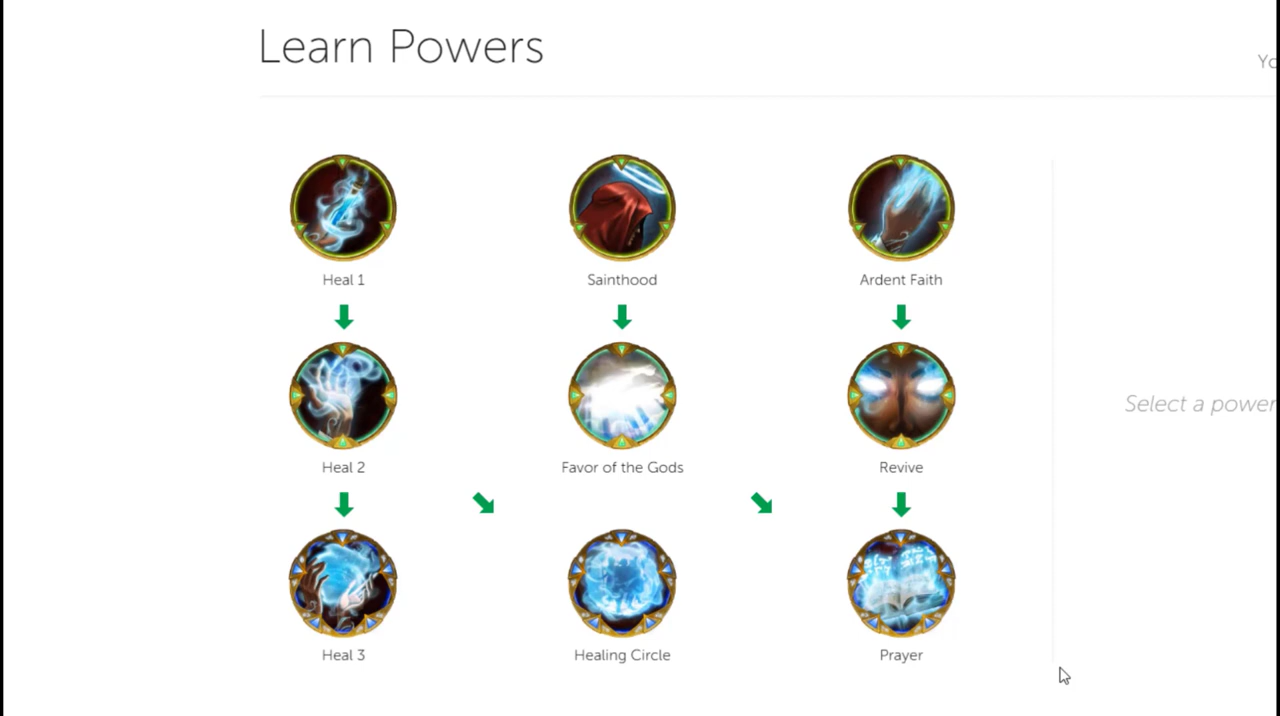 Learn Powers
Heal 1
Sainthood
Ardent Faith
Heal 2
Favor of the Gods
Revive
Select a power
Heal 3
Healing Circle
Prayer